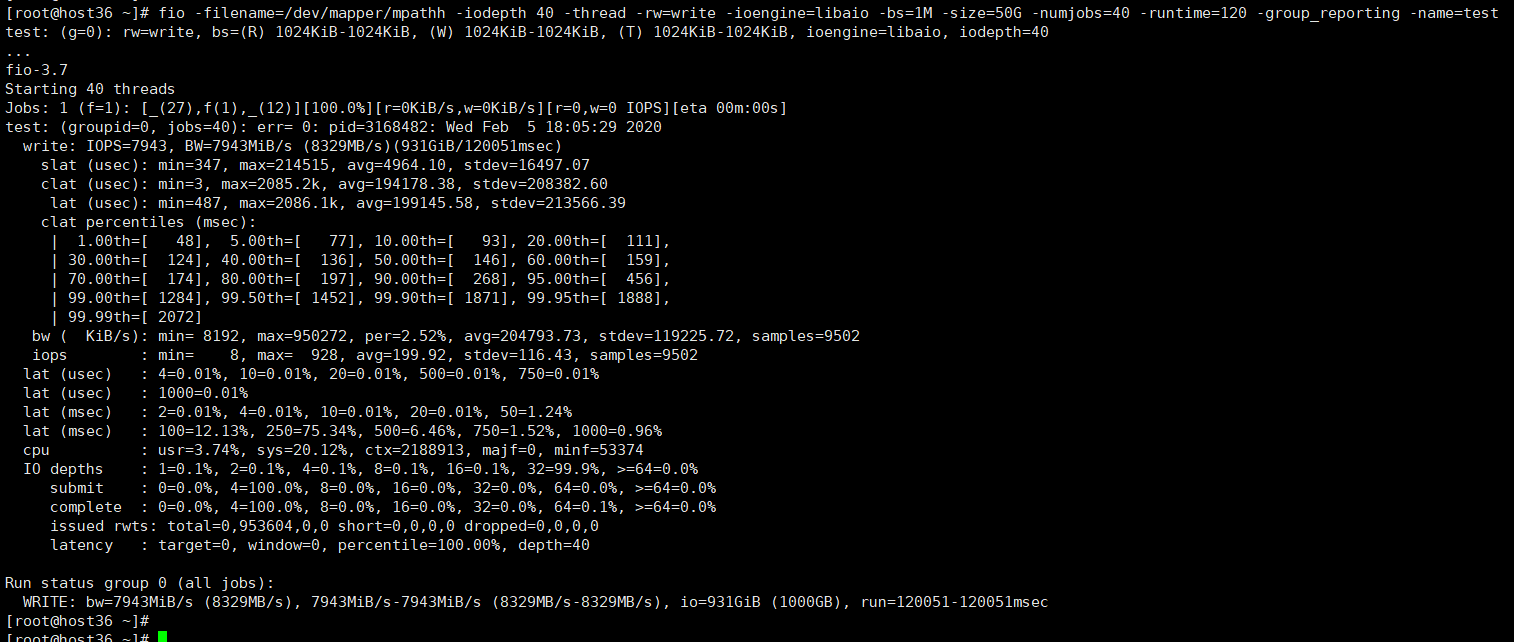 [root@host36 ~]# fio -filename=/dev/mapper/mpathh -iodepth 40 -thread -rw=write -ioengine=libaio -bs=1M -size=50G -numjobs=40 -runtime=120 -group_reporting -name=test
test: (g=0): rw=write, bs=(R) 1024KiB-1024KiB, (W) 1024KiB-1024KiB, (T) 1024KiB-1024KiB, ioengine=libaio, iodepth=40
...
fio-3.7
Starting 40 threads
Jobs: 1 (f=1): [_(27),f(1),_(12)][100.0%][r=0KiB/s,w=0KiB/s][r=0,w=0 IOPS][eta 00m:00s]
test: (groupid=0, jobs=40): err= 0: pid=3168482: Wed Feb  5 18:05:29 2020
  write: IOPS=7943, BW=7943MiB/s (8329MB/s)(931GiB/120051msec)
    slat (usec): min=347, max=214515, avg=4964.10, stdev=16497.07
    clat (usec): min=3, max=2085.2k, avg=194178.38, stdev=208382.60
     lat (usec): min=487, max=2086.1k, avg=199145.58, stdev=213566.39
    clat percentiles (msec):
     |  1.00th=[   48],  5.00th=[   77], 10.00th=[   93], 20.00th=[  111],
     | 30.00th=[  124], 40.00th=[  136], 50.00th=[  146], 60.00th=[  159],
     | 70.00th=[  174], 80.00th=[  197], 90.00th=[  268], 95.00th=[  456],
     | 99.00th=[ 1284], 99.50th=[ 1452], 99.90th=[ 1871], 99.95th=[ 1888],
     | 99.99th=[ 2072]
   bw (  KiB/s): min= 8192, max=950272, per=2.52%, avg=204793.73, stdev=119225.72, samples=9502
   iops        : min=    8, max=  928, avg=199.92, stdev=116.43, samples=9502
  lat (usec)   : 4=0.01%, 10=0.01%, 20=0.01%, 500=0.01%, 750=0.01%
  lat (usec)   : 1000=0.01%
  lat (msec)   : 2=0.01%, 4=0.01%, 10=0.01%, 20=0.01%, 50=1.24%
  lat (msec)   : 100=12.13%, 250=75.34%, 500=6.46%, 750=1.52%, 1000=0.96%
  cpu          : usr=3.74%, sys=20.12%, ctx=2188913, majf=0, minf=53374
  IO depths    : 1=0.1%, 2=0.1%, 4=0.1%, 8=0.1%, 16=0.1%, 32=99.9%, >=64=0.0%
     submit    : 0=0.0%, 4=100.0%, 8=0.0%, 16=0.0%, 32=0.0%, 64=0.0%, >=64=0.0%
     complete  : 0=0.0%, 4=100.0%, 8=0.0%, 16=0.0%, 32=0.0%, 64=0.1%, >=64=0.0%
     issued rwts: total=0,953604,0,0 short=0,0,0,0 dropped=0,0,0,0
     latency   : target=0, window=0, percentile=100.00%, depth=40
Run status group 0 (all jobs):
  WRITE: bw=7943MiB/s (8329MB/s), 7943MiB/s-7943MiB/s (8329MB/s-8329MB/s), io=931GiB (1000GB), run=120051-120051msec
[root@host36 ~]#
[root@host36 ~]#